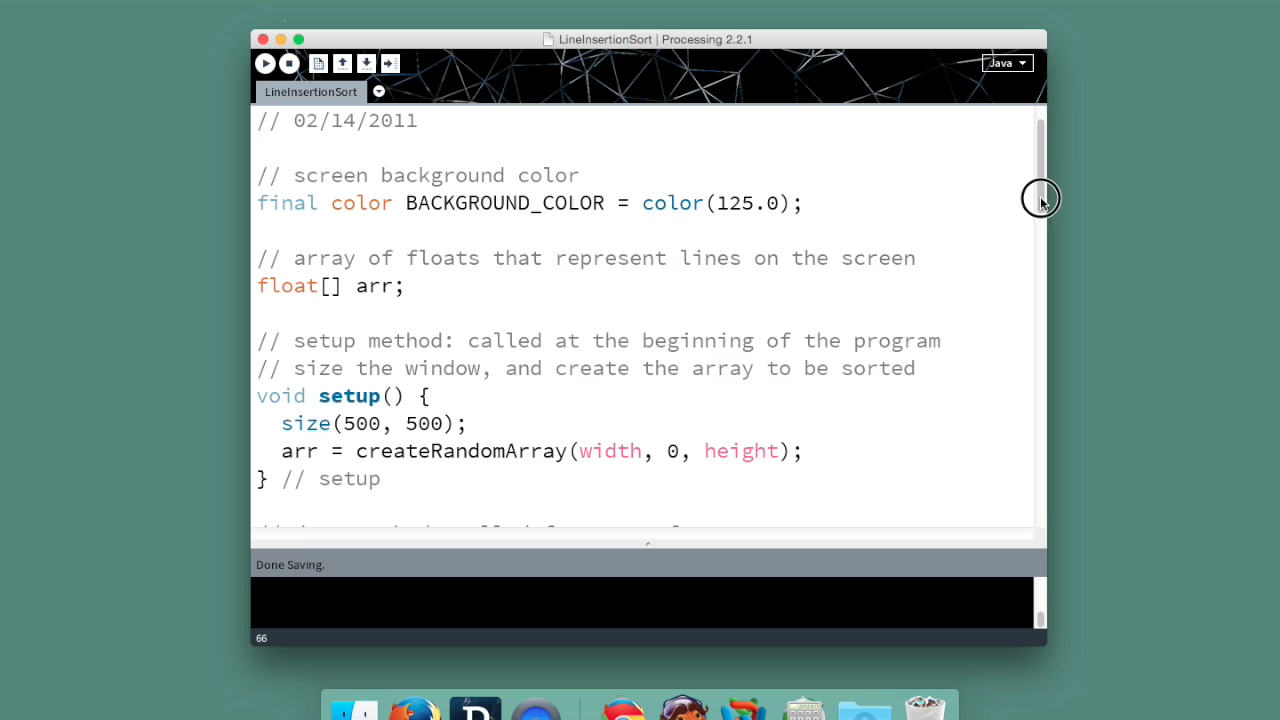 LineInsertionSort | Processing 2.2.1
Java
LineInsertionSort
// 02/14/2011
// screen background color
final color BACKGROUND_COLOR = color(125.0);
// array of floats that represent lines on the screen
float[] arr;
// setup method: called at the beginning of the program
// size the window, and create the array to be sorted
void setup() {
  size(500, 500);
  arr = createRandomArray(width, 0, height);
} // setup
Done Saving.
66